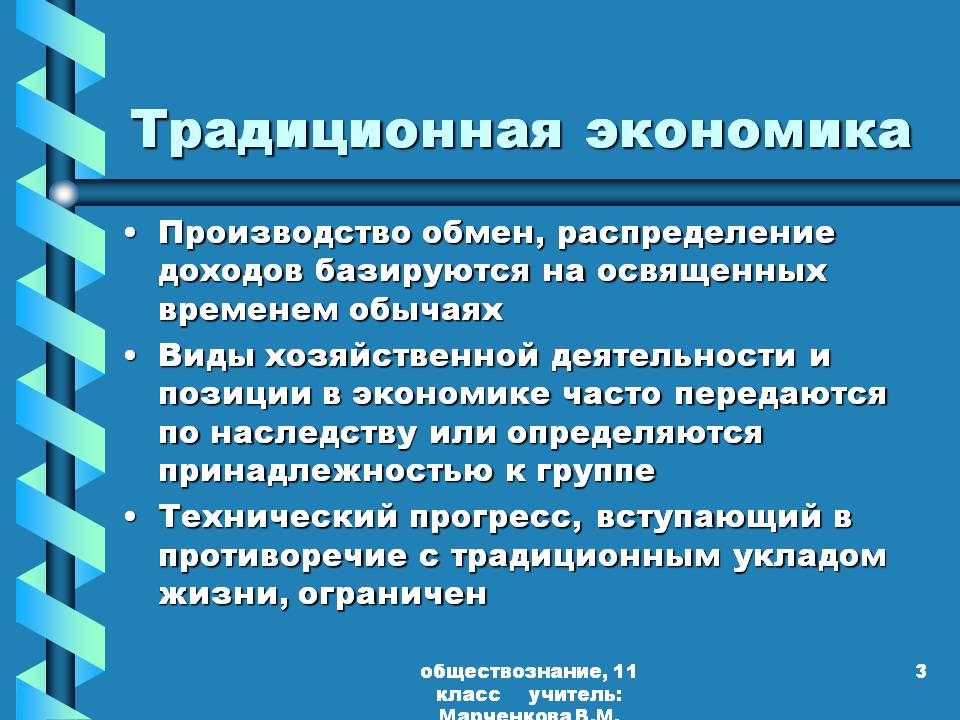 Традиционная экономика
• Производство обмен, распределение
доходов базируются на освященных
временем обычаях
• Виды хозяйственной деятельности и
позиции в экономике часто передаются
по наследству или определяются
принадлежностью к группе
• Технический прогресс, вступающий в
противоречие с традиционным укладом
жизни, ограничен
обществознание, 11
класс учитель:
Марченкова В.М.
3